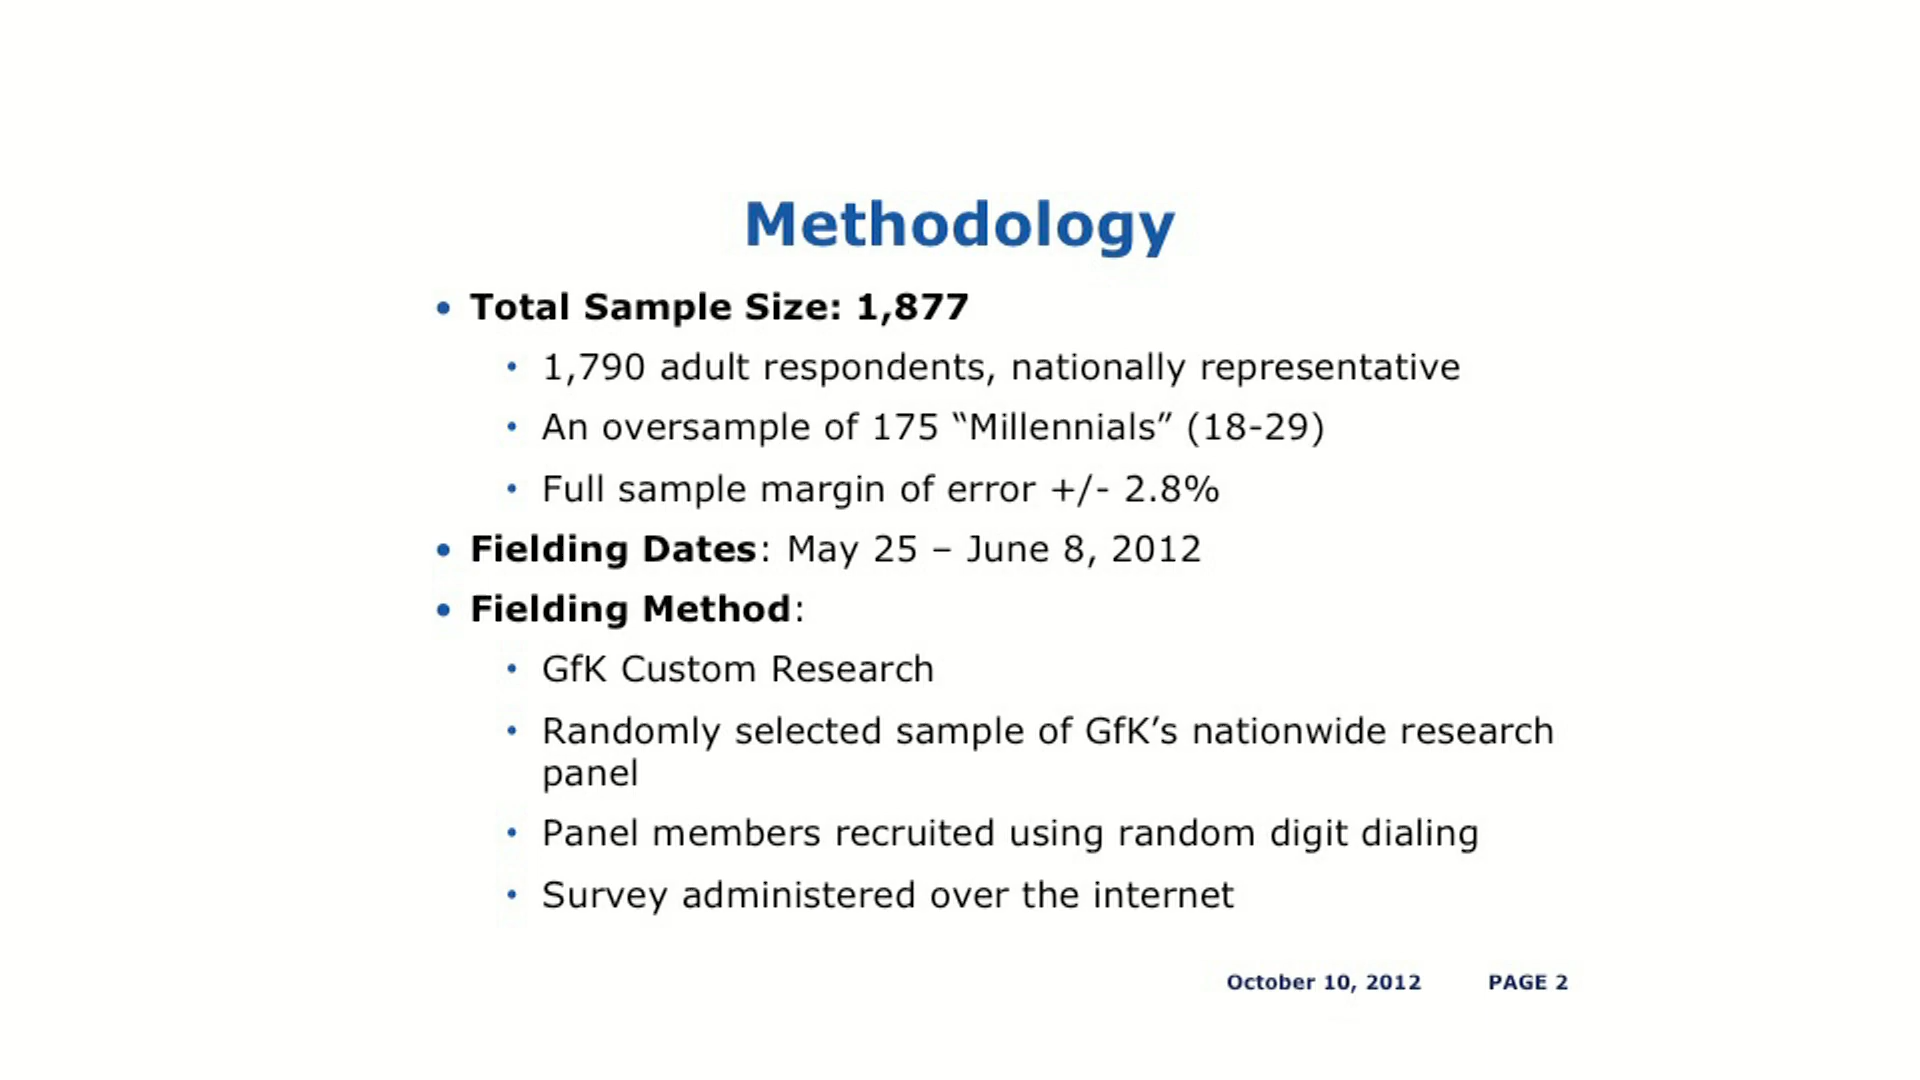 Methodology
• Total Sample Size: 1,877
• 1,790 adult respondents, nationally representative
• An oversample of 175 “Millennials” (18-29)
• Full sample margin of error +/- 2.8%
• Fielding Dates: May 25 – June 8, 2012
• Fielding Method:
• GfK Custom Research
• Randomly selected sample of GfK’s nationwide research
panel
• Panel members recruited using random digit dialing
• Survey administered over the internet
October 10, 2012 PAGE 2